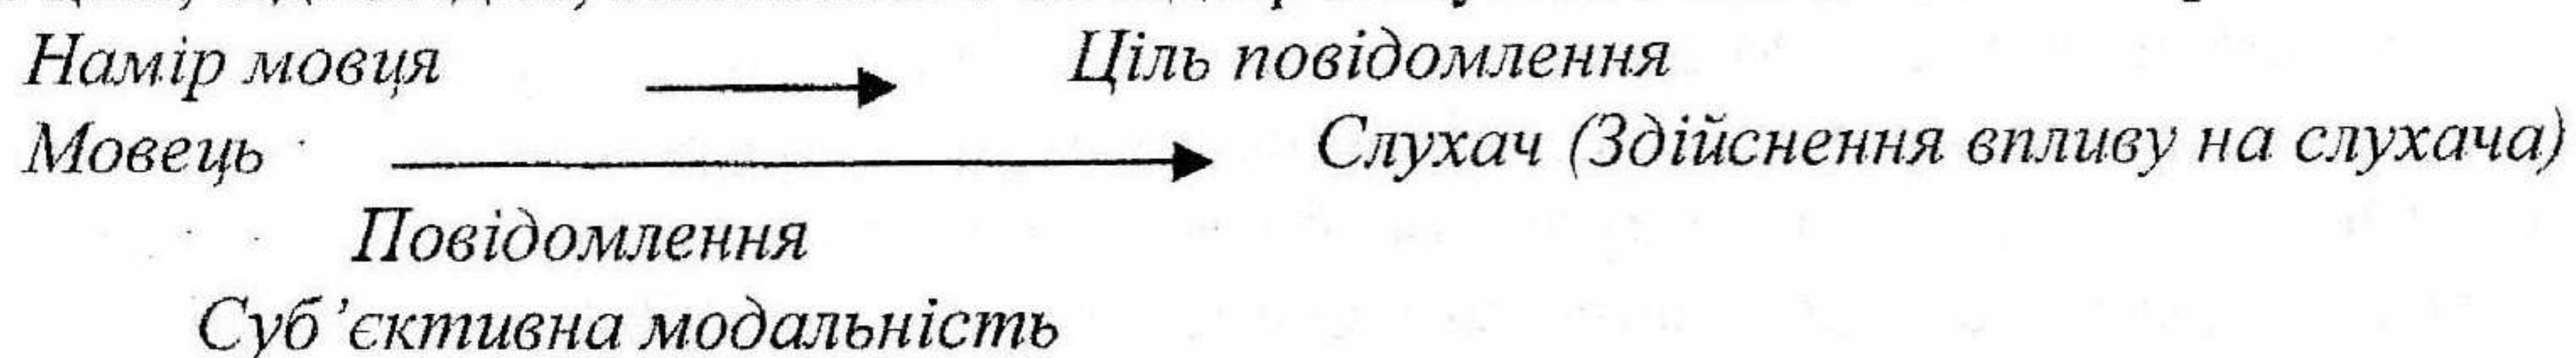 Намір мовця Ціль повідомлення
Мовець Слухач (Здійснення впливу на слухача)
Повідомлення
Суб’єктивна модальність